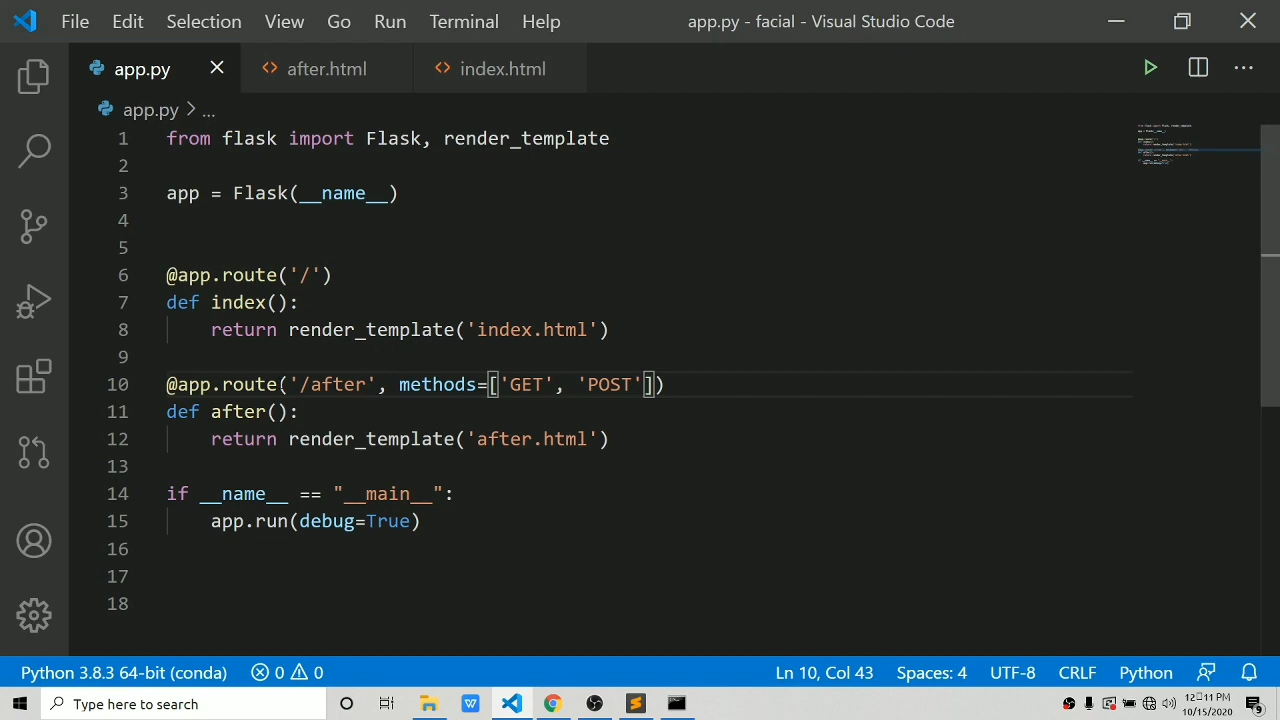 File Edit Selection View Go Run Terminal Help app.py - facial - Visual Studio Code
app.py after.html index.html
app.py > ...
1 from flask import Flask, render_template
2
3 app = Flask(__name__)
4
5
6 @app.route('/')
7 def index():
8 return render_template('index.html')
9
10 @app.route('/after', methods=['GET', 'POST'])
11 def after():
12 return render_template('after.html')
13
14 if __name__ == "__main__":
15 app.run(debug=True)
16
17
18
Python 3.8.3 64-bit (conda) 0 0 Ln 10, Col 43 Spaces: 4 UTF-8 CRLF Python
Type here to search
12:11 PM
10/15/2020
9